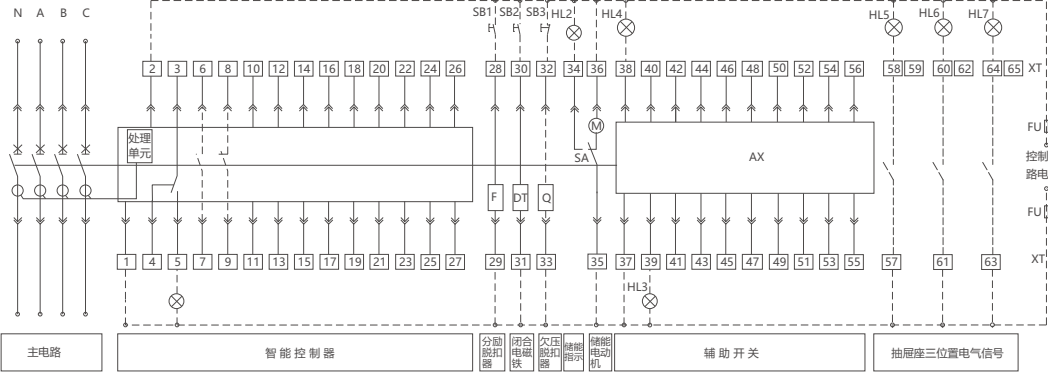 N A B C
SB1 SB2 SB3 HL2 HL4 HL5 HL6 HL7
2 3 6 8 10 12 14 16 18 20 22 24 26 28 30 32 34 36 38 40 42 44 46 48 50 52 54 56 58 59 60 62 64 65 XT
M
FU
处理
单元
SA
AX
控制
路电
F DT Q
FU
1 4 5 7 9 11 13 15 17 19 21 23 25 27 29 31 33 35 37 39 41 43 45 47 49 51 53 55 57 61 63 XT
HL3
主电路
智能控制器
分励
脱扣
器
闭合
电磁
铁
欠压
脱扣
器
储能
指示
储能
电动
机
辅助开关
抽屉座三位置电气信号